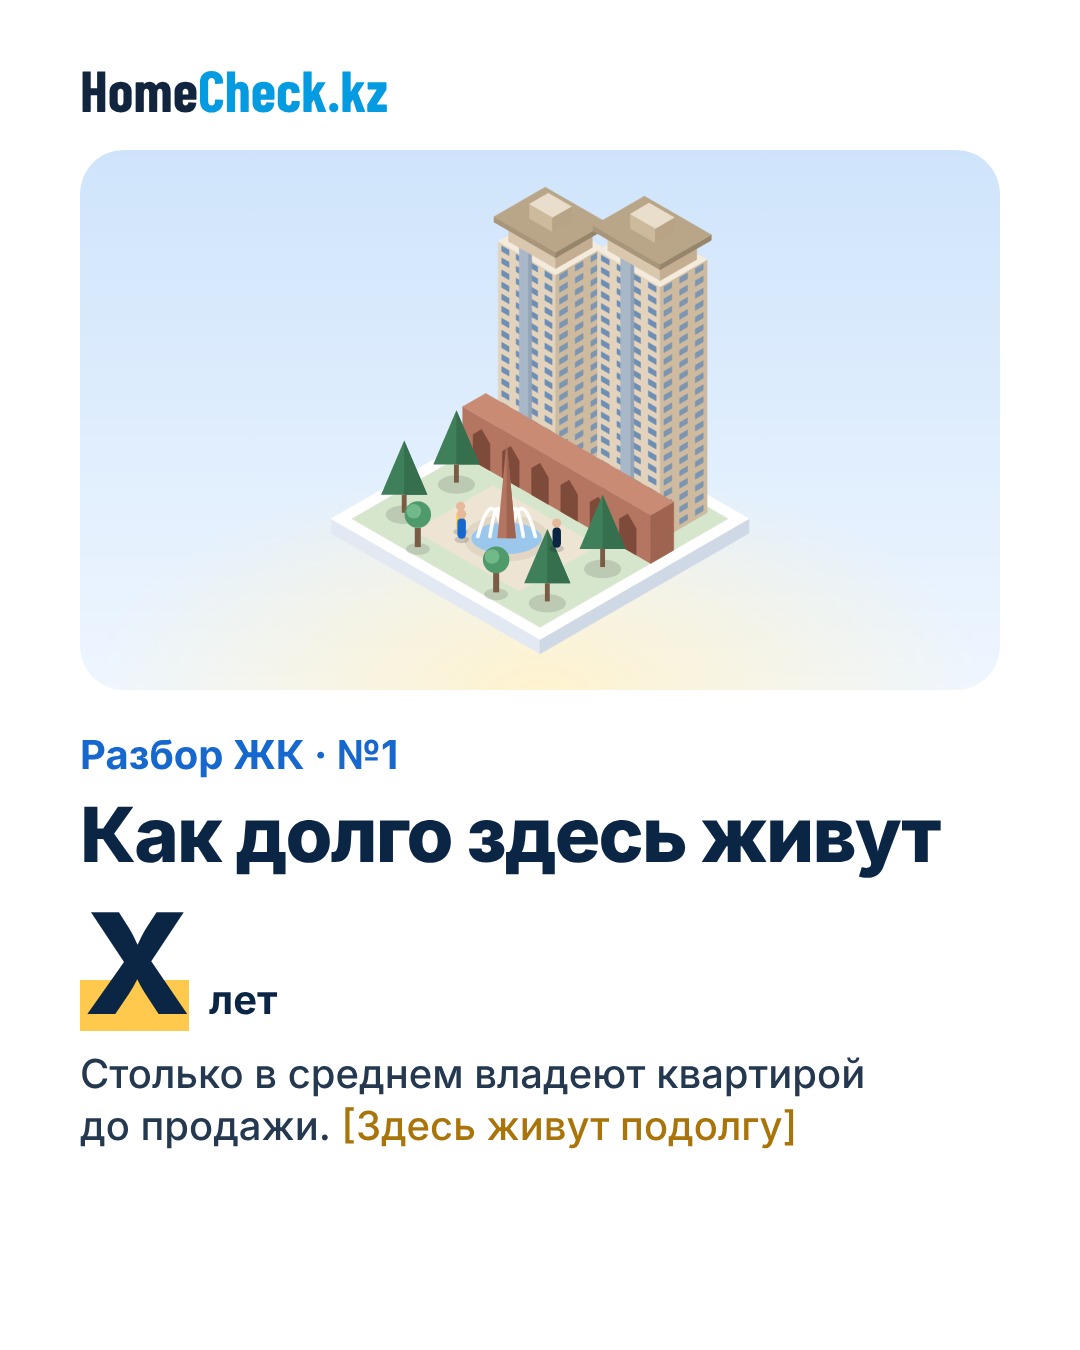 HomeCheck.kz
Разбор ЖК · №1
Как долго здесь живут
X лет
Столько в среднем владеют квартирой
до продажи. [Здесь живут подолгу]